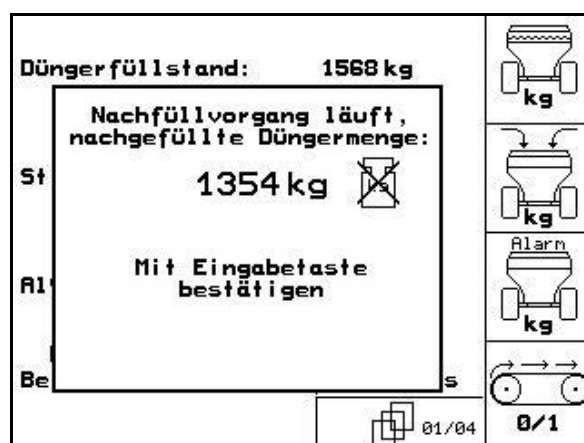 Düngerfüllstand: 1568 kg
kg
Nachfüllvorgang läuft,
nachgefüllte Düngermenge:
St
1354 kg
kg
Alarm
Mit Eingabetaste
bestätigen
Al
kg
Be
s
01/04
0/1